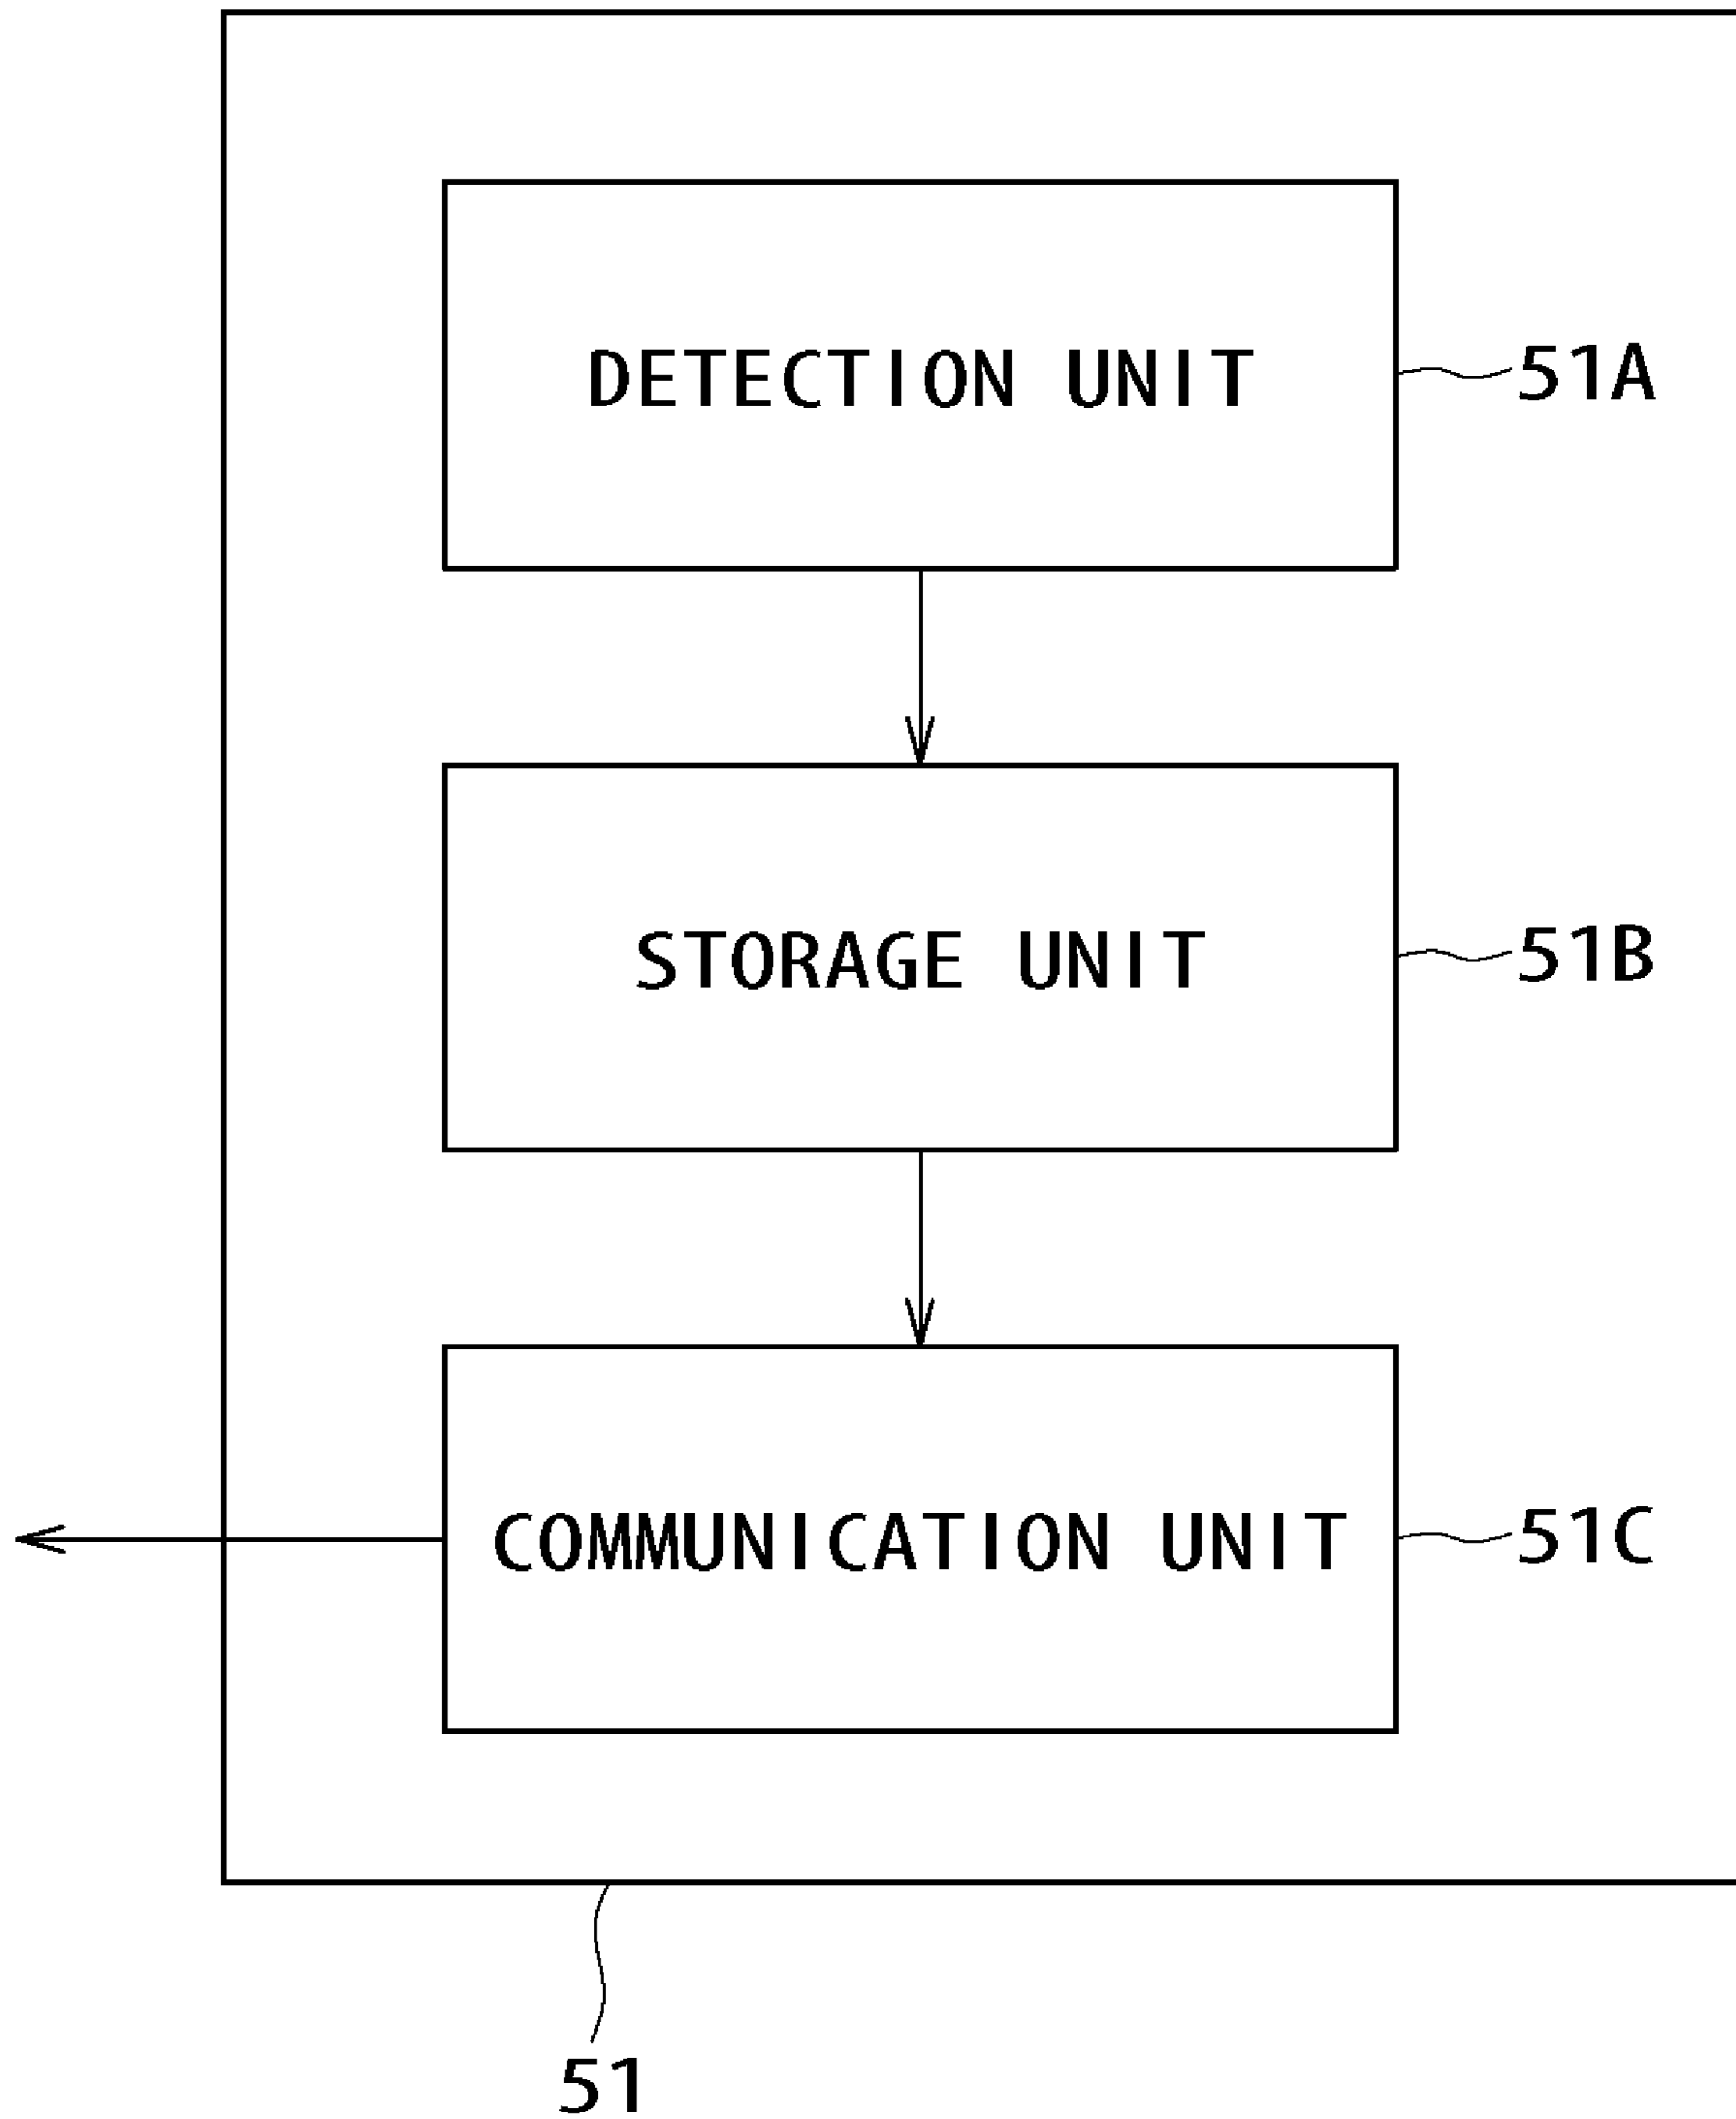 DETECTION UNIT
51A
STORAGE UNIT
51B
COMMUNICATION UNIT
51C
51